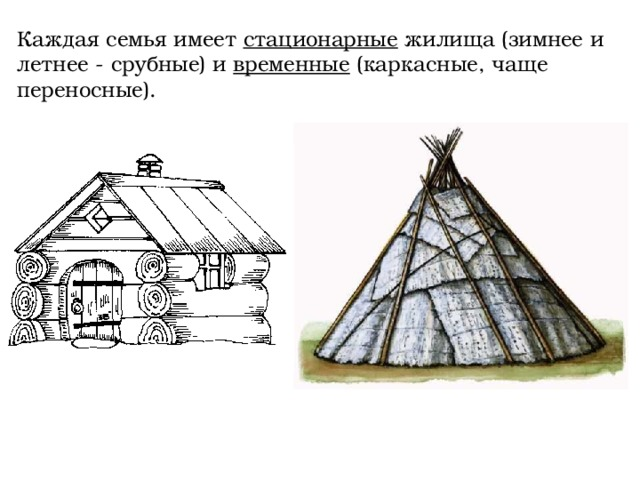 Каждая семья имеет стационарные жилища (зимнее и
летнее - срубные) и временные (каркасные, чаще
переносные).